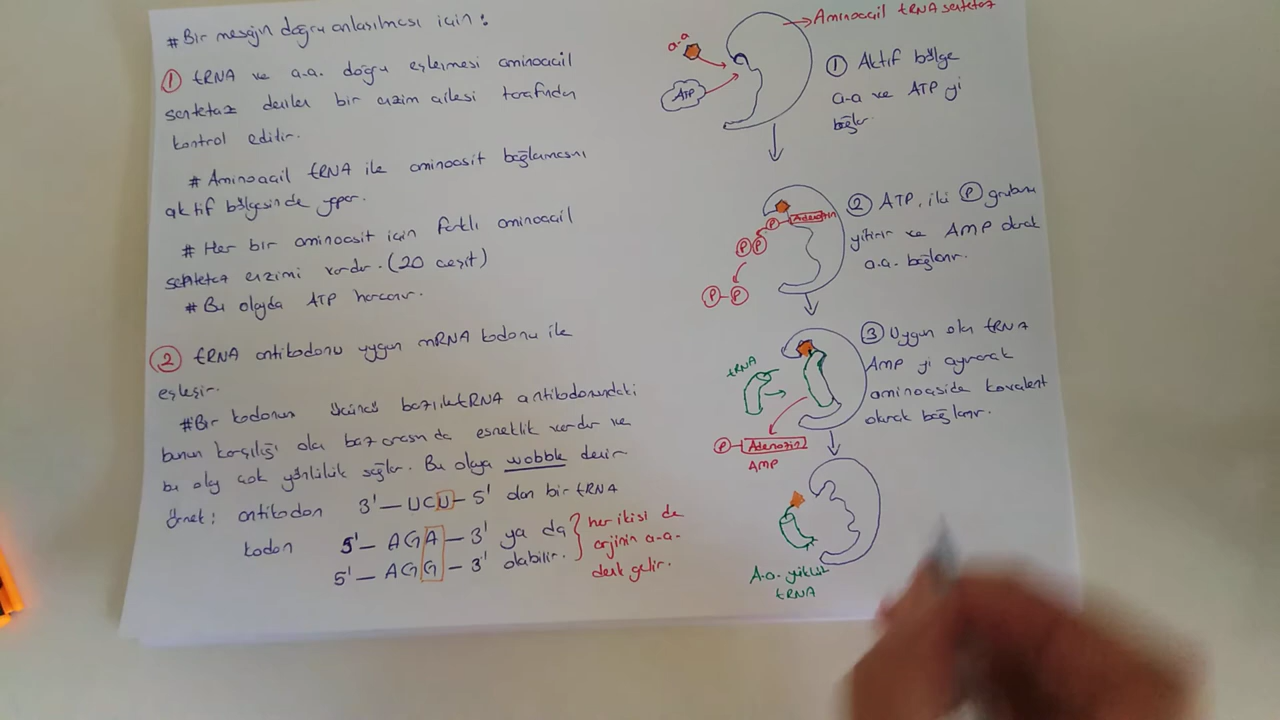 # Bir mesajın doğru anlaşılması için :
① tRNA ve a.a. doğru eşleşmesi aminoaçil
sentetaz denilen bir enzim ailesi tarafından
kontrol edilir.
# Aminoaçil tRNA ile aminoasit bağlanmasını
aktif bölgesinde yapar.
# Her bir aminoasit için farklı aminoaçil
sentetaz enzimi vardır. (20 çeşit)
# Bu olayda ATP harcanır.
② tRNA antikodonu uygun mRNA kodonu ile
eşleşir.
# Bir kodonun üçüncü bazı ile tRNA antikodonundaki
bunun karşılığı olan baz arasında esneklik vardır ve
bu olay çok yönlülük sağlar. Bu olaya wobble denir
Örnek: antikodon 3'— UCU— 5' olan bir tRNA
kodon 5'— AGA — 3' ya da
5'— AGG — 3' olabilir.
her ikisi de
arjinin a.a.
denk gelir.
Aminoaçil tRNA sentetaz
a.a
ATP
① Aktif bölge
a.a ve ATP yi
bağlar.
② ATP, iki P grubunu
yitirir ve AMP olarak
a.a. bağlanır.
P Adenozin
P P
P-P
③ Uygun olan tRNA
AMP yi ayırarak
aminoaside kovalent
olarak bağlanır.
tRNA
P Adenozin
AMP
A.a. yüklü
tRNA